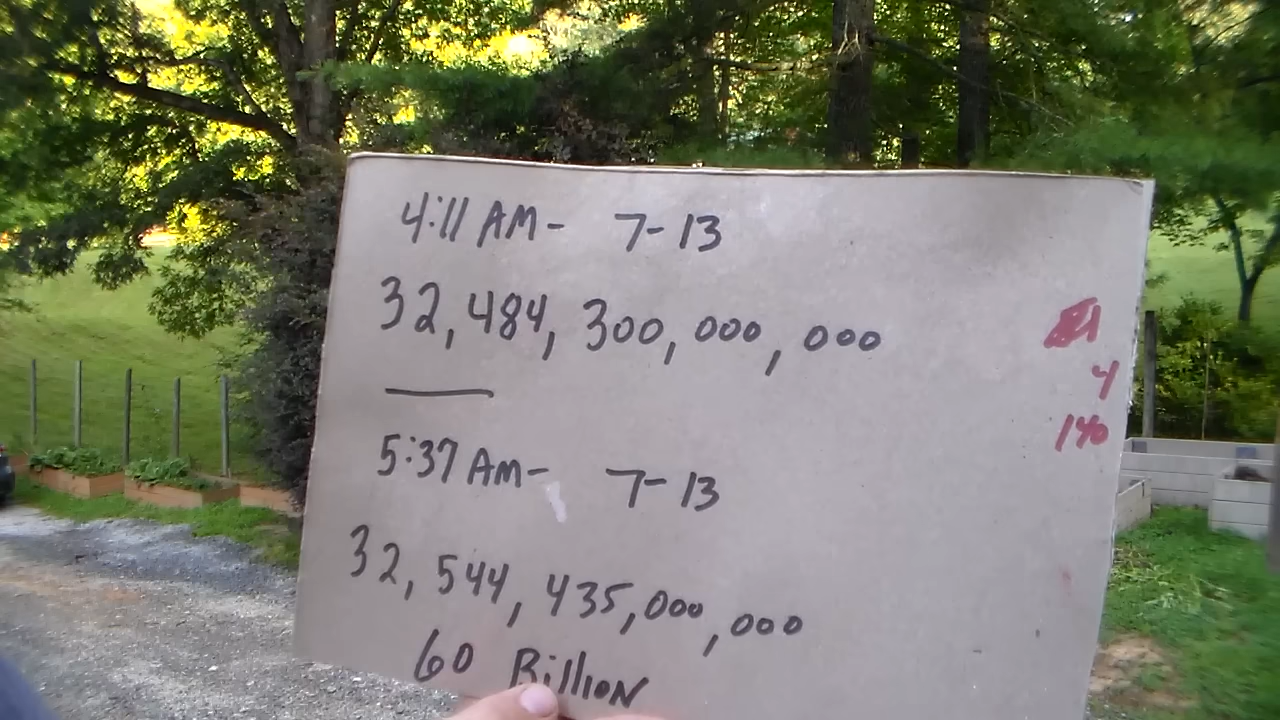 4:11 AM- 7-13
32,484,300,000,000
5:37 AM- 7-13
32,544,435,000,000
60 Billion
4